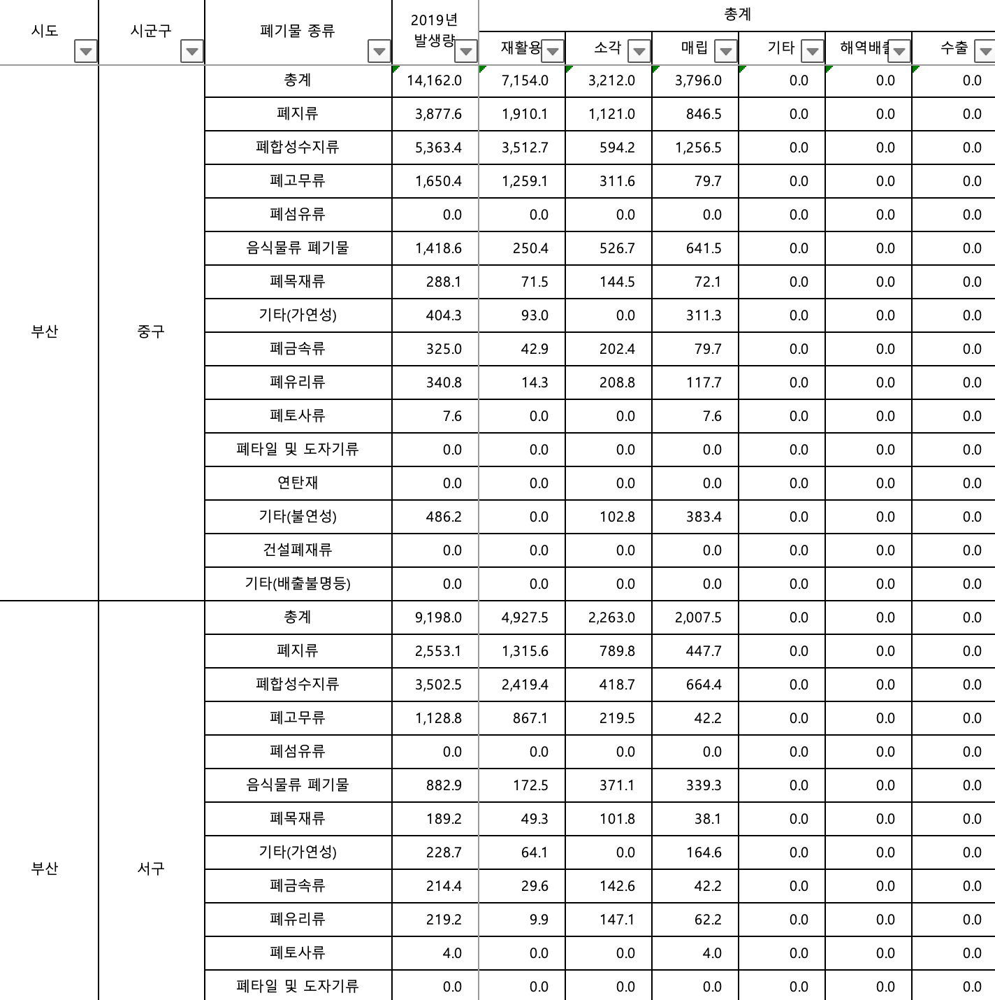 시도 시군구 폐기물 종류 2019년 발생량 총계
재활용 소각 매립 기타 해역배출 수출
부산 중구
총계 14,162.0 7,154.0 3,212.0 3,796.0 0.0 0.0 0.0
폐지류 3,877.6 1,910.1 1,121.0 846.5 0.0 0.0 0.0
폐합성수지류 5,363.4 3,512.7 594.2 1,256.5 0.0 0.0 0.0
폐고무류 1,650.4 1,259.1 311.6 79.7 0.0 0.0 0.0
폐섬유류 0.0 0.0 0.0 0.0 0.0 0.0 0.0
음식물류 폐기물 1,418.6 250.4 526.7 641.5 0.0 0.0 0.0
폐목재류 288.1 71.5 144.5 72.1 0.0 0.0 0.0
기타(가연성) 404.3 93.0 0.0 311.3 0.0 0.0 0.0
폐금속류 325.0 42.9 202.4 79.7 0.0 0.0 0.0
폐유리류 340.8 14.3 208.8 117.7 0.0 0.0 0.0
폐토사류 7.6 0.0 0.0 7.6 0.0 0.0 0.0
폐타일 및 도자기류 0.0 0.0 0.0 0.0 0.0 0.0 0.0
연탄재 0.0 0.0 0.0 0.0 0.0 0.0 0.0
기타(불연성) 486.2 0.0 102.8 383.4 0.0 0.0 0.0
건설폐재류 0.0 0.0 0.0 0.0 0.0 0.0 0.0
기타(배출불명등) 0.0 0.0 0.0 0.0 0.0 0.0 0.0
부산 서구
총계 9,198.0 4,927.5 2,263.0 2,007.5 0.0 0.0 0.0
폐지류 2,553.1 1,315.6 789.8 447.7 0.0 0.0 0.0
폐합성수지류 3,502.5 2,419.4 418.7 664.4 0.0 0.0 0.0
폐고무류 1,128.8 867.1 219.5 42.2 0.0 0.0 0.0
폐섬유류 0.0 0.0 0.0 0.0 0.0 0.0 0.0
음식물류 폐기물 882.9 172.5 371.1 339.3 0.0 0.0 0.0
폐목재류 189.2 49.3 101.8 38.1 0.0 0.0 0.0
기타(가연성) 228.7 64.1 0.0 164.6 0.0 0.0 0.0
폐금속류 214.4 29.6 142.6 42.2 0.0 0.0 0.0
폐유리류 219.2 9.9 147.1 62.2 0.0 0.0 0.0
폐토사류 4.0 0.0 0.0 4.0 0.0 0.0 0.0
폐타일 및 도자기류 0.0 0.0 0.0 0.0 0.0 0.0 0.0